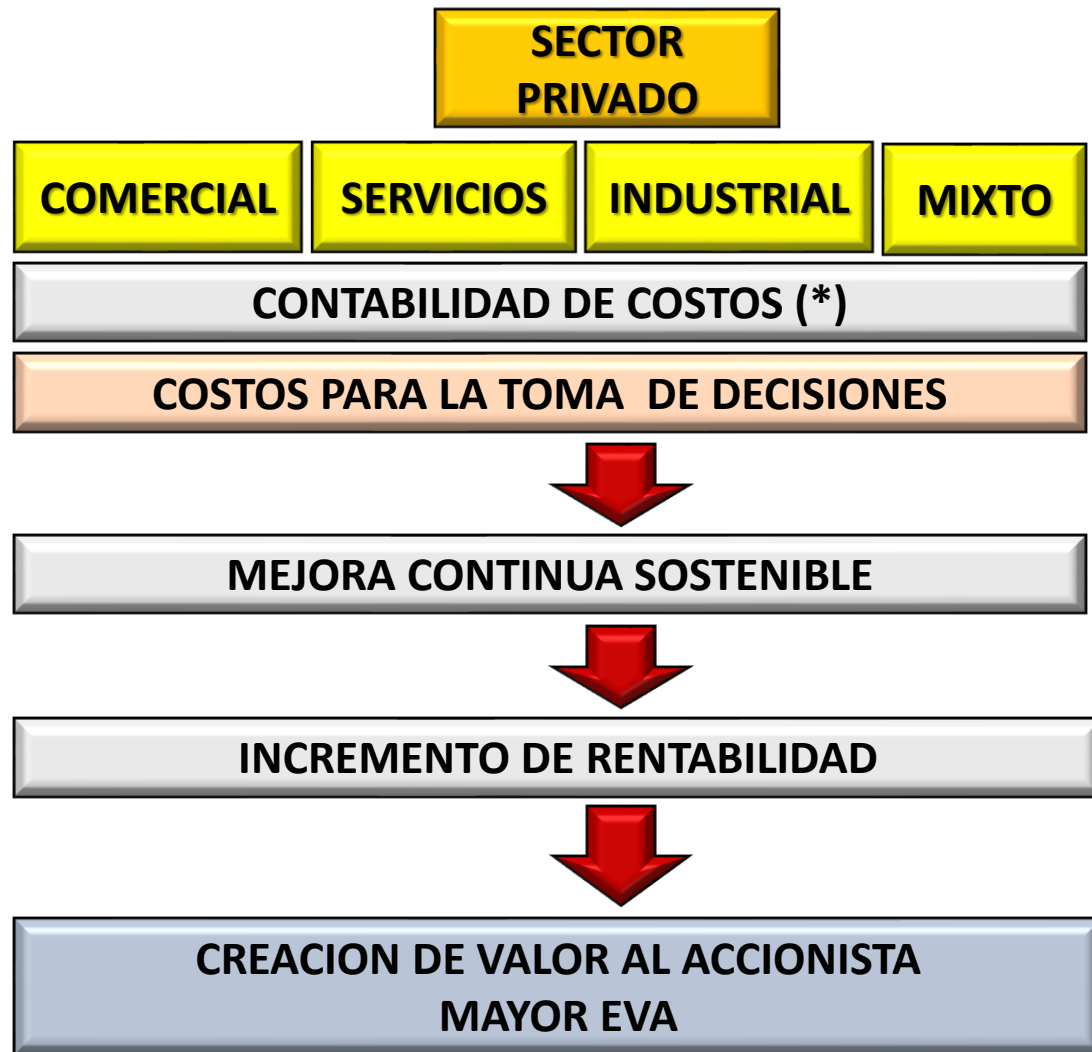 SECTOR
PRIVADO
COMERCIAL
SERVICIOS
INDUSTRIAL
MIXTO
CONTABILIDAD DE COSTOS (*)
COSTOS PARA LA TOMA  DE DECISIONES
MEJORA CONTINUA SOSTENIBLE
INCREMENTO DE RENTABILIDAD
CREACION DE VALOR AL ACCIONISTA
MAYOR EVA